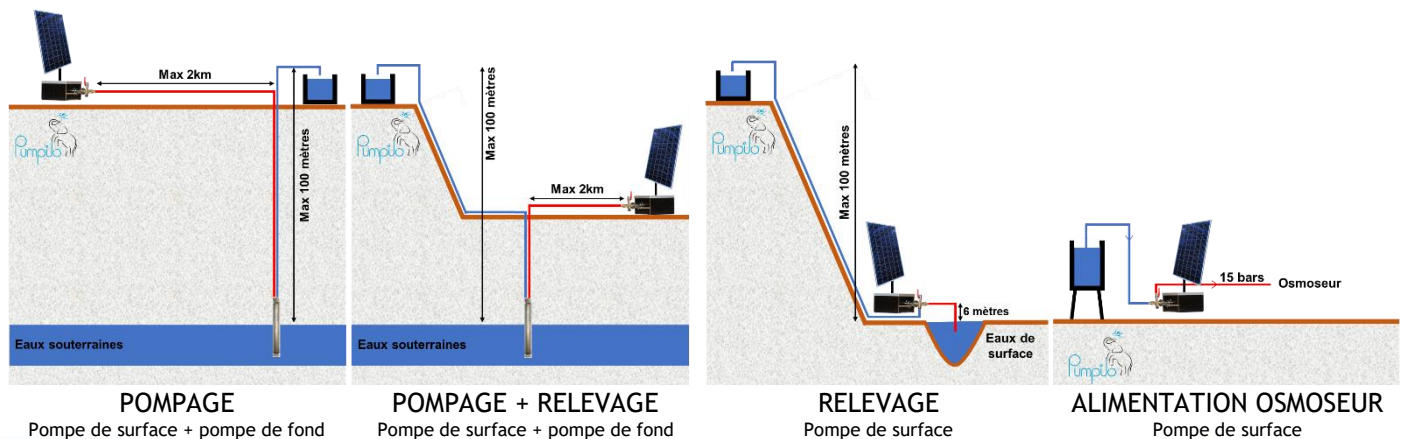 Max 2km
Max 100 mètres
Pumpilo
Eaux souterraines
POMPAGE
Pompe de surface + pompe de fond
Max 100 mètres
Pumpilo
Max 2km
Eaux souterraines
POMPAGE + RELEVAGE
Pompe de surface + pompe de fond
Max 100 mètres
Pumpilo
6 mètres
Eaux de
surface
RELEVAGE
Pompe de surface
15 bars
Osmoseur
Pumpilo
ALIMENTATION OSMOSEUR
Pompe de surface